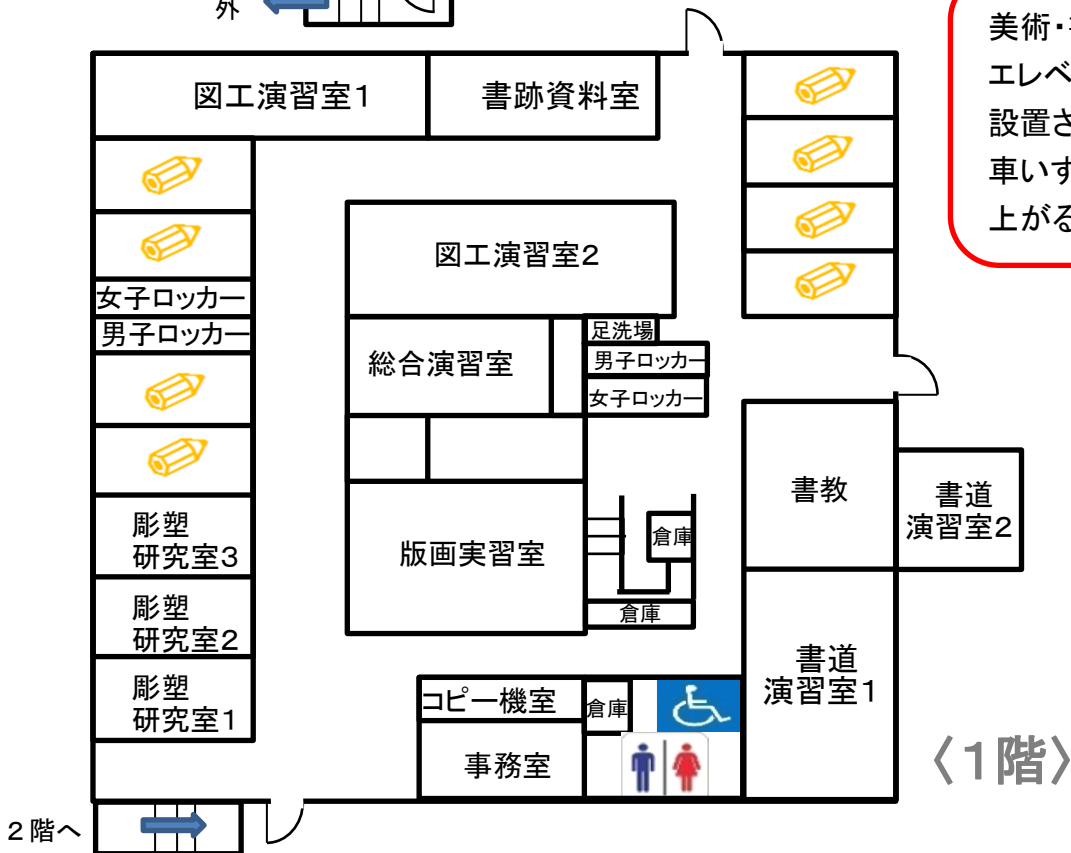 外
美術・
エレベ
設置さ
車いす
上がる
図工演習室1
書跡資料室
図工演習室2
女子ロッカー
男子ロッカー
総合演習室
足洗場
男子ロッカー
女子ロッカー
書教
書道
演習室2
彫塑
研究室3
版画実習室
倉庫
倉庫
彫塑
研究室2
書道
演習室1
彫塑
研究室1
コピー機室
倉庫
事務室
〈1階〉
2階へ